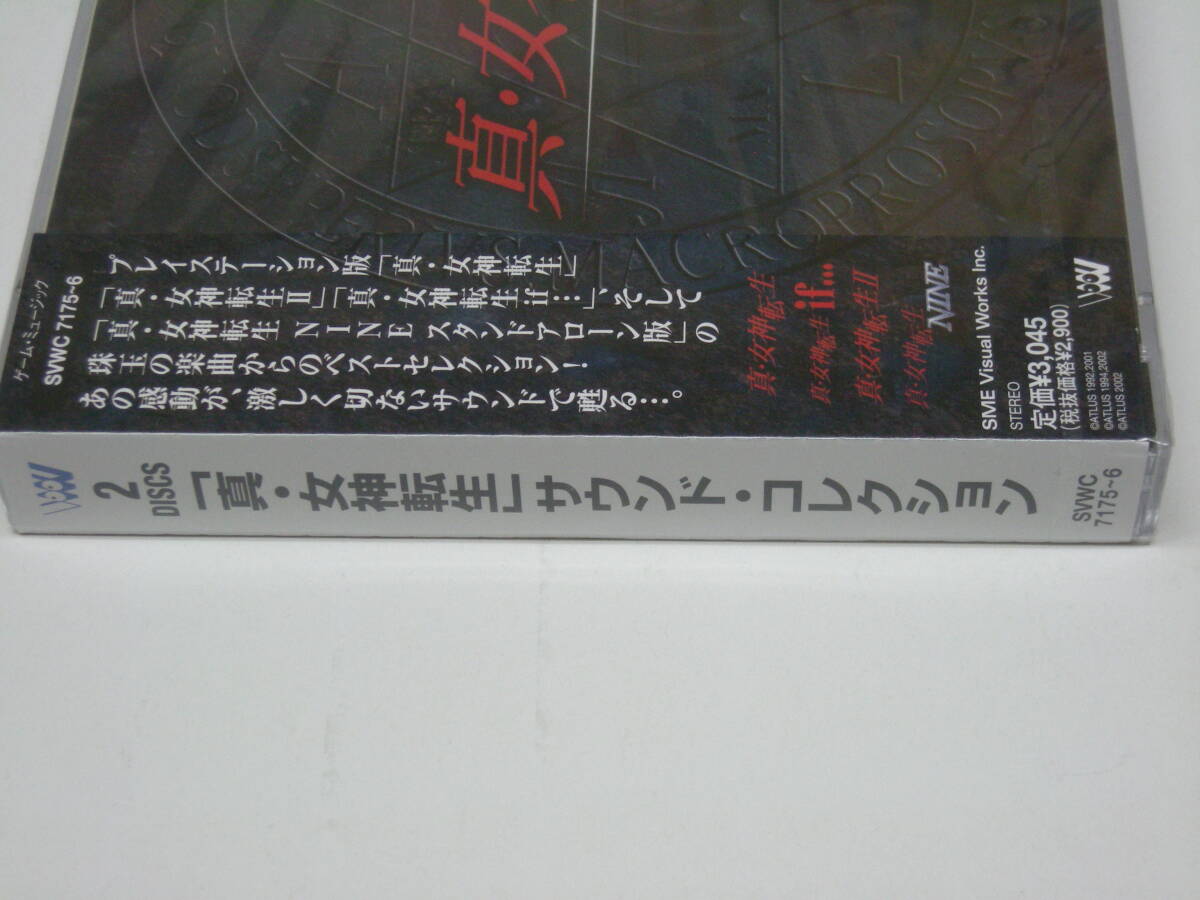 真・女
MACROPROSOPUS
ゲーム・ミュージック
SVWC 7175~6
プレイステーション版「真・女神転生」
「真・女神転生II」「真・女神転生if…」、そして
「真・女神転生 NINE スタンドアローン版」の
珠玉の楽曲からのベストセレクション！
あの感動が、激しく切ないサウンドで甦る…。
真・女神転生
真・女神転生if...
真・女神転生II
真・女神転生
NINE
SME Visual Works Inc.
STEREO
定価¥3,045
(税抜価格¥2,900)
©ATLUS 1992,2001
©ATLUS 1994,2002
©ATLUS 2002
2
DISCS
「真・女神転生」サウンド・コレクション
SVWC
7175~6